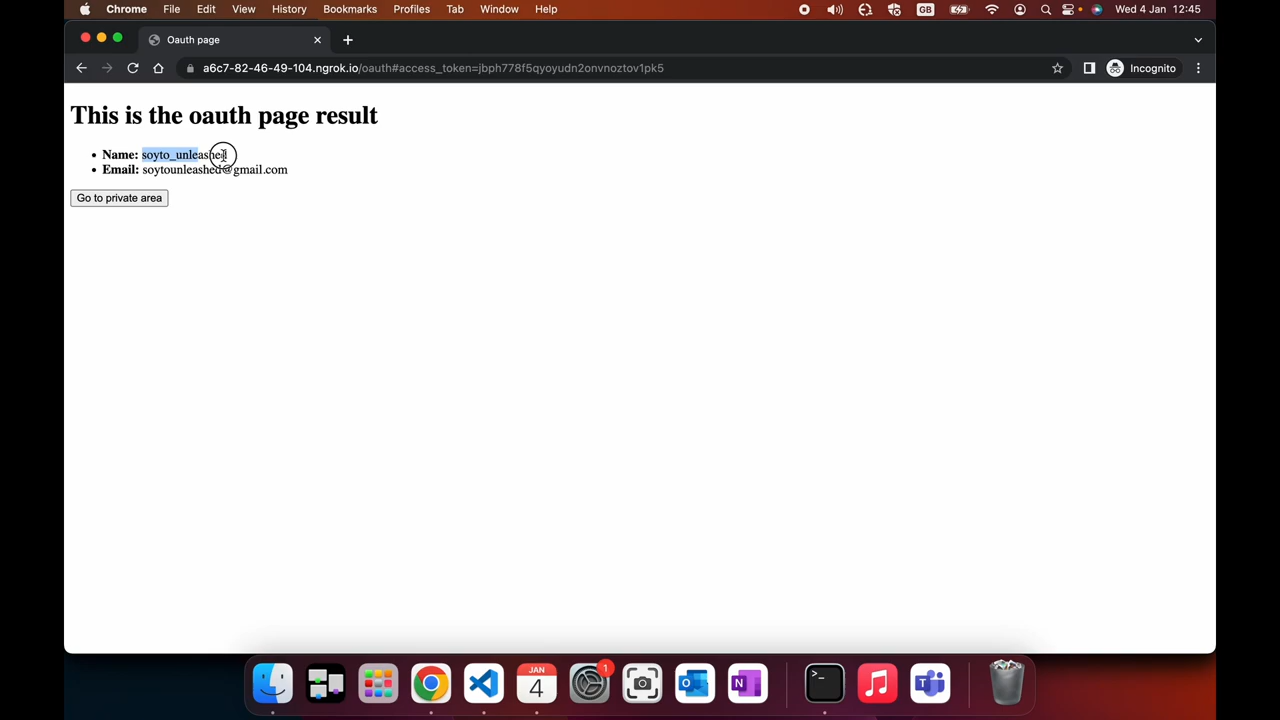 Chrome File Edit View History Bookmarks Profiles Tab Window Help GB Wed 4 Jan 12:45
Oauth page
a6c7-82-46-49-104.ngrok.io/oauth#access_token=jbph778f5qyoyudn2onvnoztov1pk5 Incognito
This is the oauth page result
• Name: soyto_unleashed
• Email: soytounleashed@gmail.com
Go to private area
JAN
4
1
>_
N
T